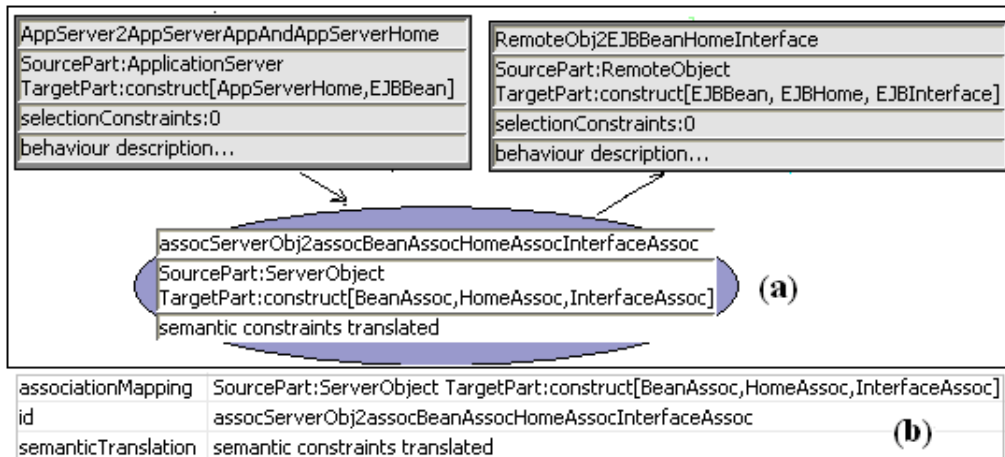 AppServer2AppServerAppAndAppServerHome
SourcePart:ApplicationServer
TargetPart:construct[AppServerHome,EJBBean]
selectionConstraints:0
behaviour description...
RemoteObj2EJBBeanHomeInterface
SourcePart:RemoteObject
TargetPart:construct[EJBBean, EJBHome, EJBInterface]
selectionConstraints:0
behaviour description...
assocServerObj2assocBeanAssocHomeAssocInterfaceAssoc
SourcePart:ServerObject
TargetPart:construct[BeanAssoc,HomeAssoc,InterfaceAssoc]
semantic constraints translated
(a)
associationMapping SourcePart:ServerObject TargetPart:construct[BeanAssoc,HomeAssoc,InterfaceAssoc]
id assocServerObj2assocBeanAssocHomeAssocInterfaceAssoc
semanticTranslation semantic constraints translated
(b)